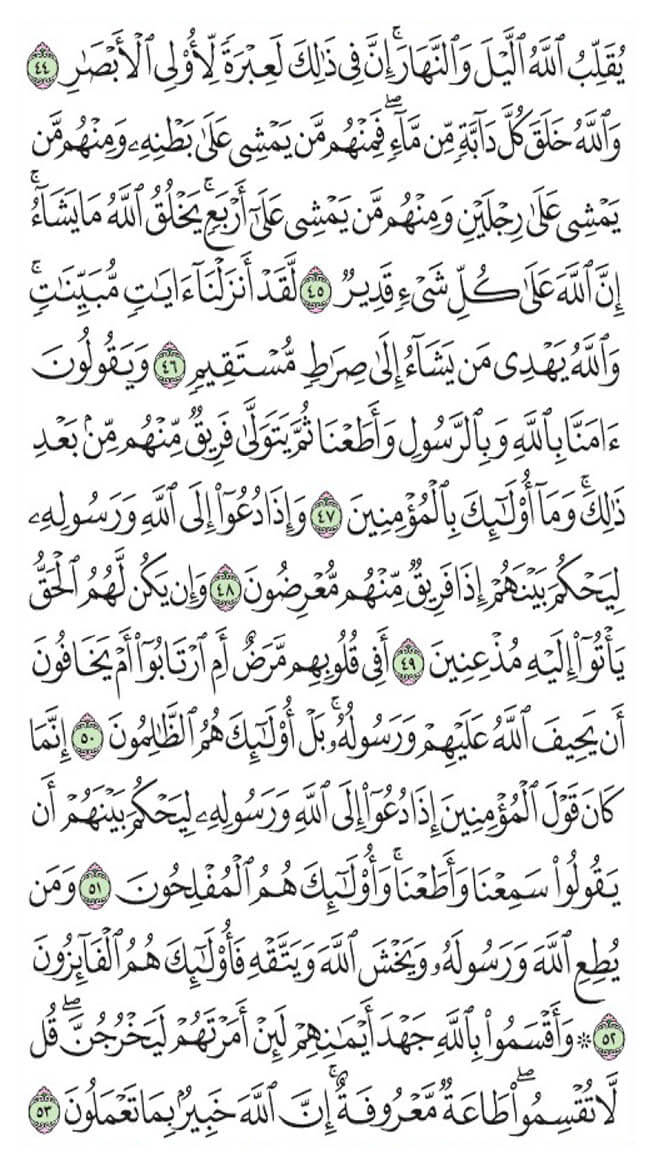 يُقَلِّبُ ٱللَّهُ ٱلَّيۡلَ وَٱلنَّهَارَۚ إِنَّ فِي ذَٰلِكَ لَعِبۡرَةٗ لِّأُوْلِي ٱلۡأَبۡصَٰرِ ٤٤
وَٱللَّهُ خَلَقَ كُلَّ دَآبَّةٖ مِّن مَّآءٖۖ فَمِنۡهُم مَّن يَمۡشِي عَلَىٰ بَطۡنِهِۦ وَمِنۡهُم مَّن
يَمۡشِي عَلَىٰ رِجۡلَيۡنِ وَمِنۡهُم مَّن يَمۡشِي عَلَىٰٓ أَرۡبَعٖۚ يَخۡلُقُ ٱللَّهُ مَا يَشَآءُۚ
إِنَّ ٱللَّهَ عَلَىٰ كُلِّ شَيۡءٖ قَدِيرٞ ٤٥ لَّقَدۡ أَنزَلۡنَآ ءَايَٰتٖ مُّبَيِّنَٰتٖۚ
وَٱللَّهُ يَهۡدِي مَن يَشَآءُ إِلَىٰ صِرَٰطٖ مُّسۡتَقِيمٖ ٤٦ وَيَقُولُونَ
ءَامَنَّا بِٱللَّهِ وَبِٱلرَّسُولِ وَأَطَعۡنَا ثُمَّ يَتَوَلَّىٰ فَرِيقٞ مِّنۡهُم مِّنۢ بَعۡدِ
ذَٰلِكَۚ وَمَآ أُوْلَٰٓئِكَ بِٱلۡمُؤۡمِنِينَ ٤٧ وَإِذَا دُعُوٓاْ إِلَى ٱللَّهِ وَرَسُولِهِۦ
لِيَحۡكُمَ بَيۡنَهُمۡ إِذَا فَرِيقٞ مِّنۡهُم مُّعۡرِضُونَ ٤٨ وَإِن يَكُن لَّهُمُ ٱلۡحَقُّ
يَأۡتُوٓاْ إِلَيۡهِ مُذۡعِنِينَ ٤٩ أَفِي قُلُوبِهِم مَّرَضٌ أَمِ ٱرۡتَابُوٓاْ أَمۡ يَخَافُونَ
أَن يَحِيفَ ٱللَّهُ عَلَيۡهِمۡ وَرَسُولُهُۥۚ بَلۡ أُوْلَٰٓئِكَ هُمُ ٱلظَّٰلِمُونَ ٥٠ إِنَّمَا
كَانَ قَوۡلَ ٱلۡمُؤۡمِنِينَ إِذَا دُعُوٓاْ إِلَى ٱللَّهِ وَرَسُولِهِۦ لِيَحۡكُمَ بَيۡنَهُمۡ أَن
يَقُولُواْ سَمِعۡنَا وَأَطَعۡنَاۚ وَأُوْلَٰٓئِكَ هُمُ ٱلۡمُفۡلِحُونَ ٥١ وَمَن
يُطِعِ ٱللَّهَ وَرَسُولَهُۥ وَيَخۡشَ ٱللَّهَ وَيَتَّقۡهِ فَأُوْلَٰٓئِكَ هُمُ ٱلۡفَآئِزُونَ
٥٢ ۞ وَأَقۡسَمُواْ بِٱللَّهِ جَهۡدَ أَيۡمَٰنِهِمۡ لَئِنۡ أَمَرۡتَهُمۡ لَيَخۡرُجُنَّۖ قُل
لَّا تُقۡسِمُواْۖ طَاعَةٞ مَّعۡرُوفَةٌۚ إِنَّ ٱللَّهَ خَبِيرُۢ بِمَا تَعۡمَلُونَ ٥٣